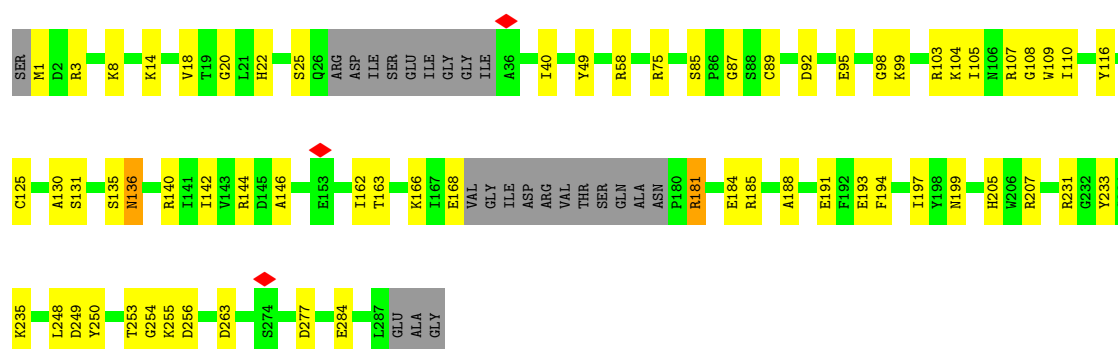 SER M1 D2 R3 K8 K14 V18 T19 G20 L21 H22 S25 Q26 ARG ASP ILE SER GLU ILE GLY GLY ILE A36 I40 Y49 R58 R75 S85 P86 G87 S88 C89 D92 E95 G98 K99 R103 K104 I105 N106 R107 G108 W109 I110 Y116
C125 A130 S131 S135 N136 R140 I141 I142 V143 R144 D145 A146 E153 I162 T163 K166 I167 E168 VAL GLY ILE ASP ARG VAL THR SER GLN ALA ASN P180 R181 E184 R185 A188 E191 F192 E193 F194 I197 Y198 N199 H205 W206 R207 R231 G232 Y233
K235 L248 D249 Y250 T253 G254 K255 D256 D263 S274 D277 E284 L287 GLU ALA GLY